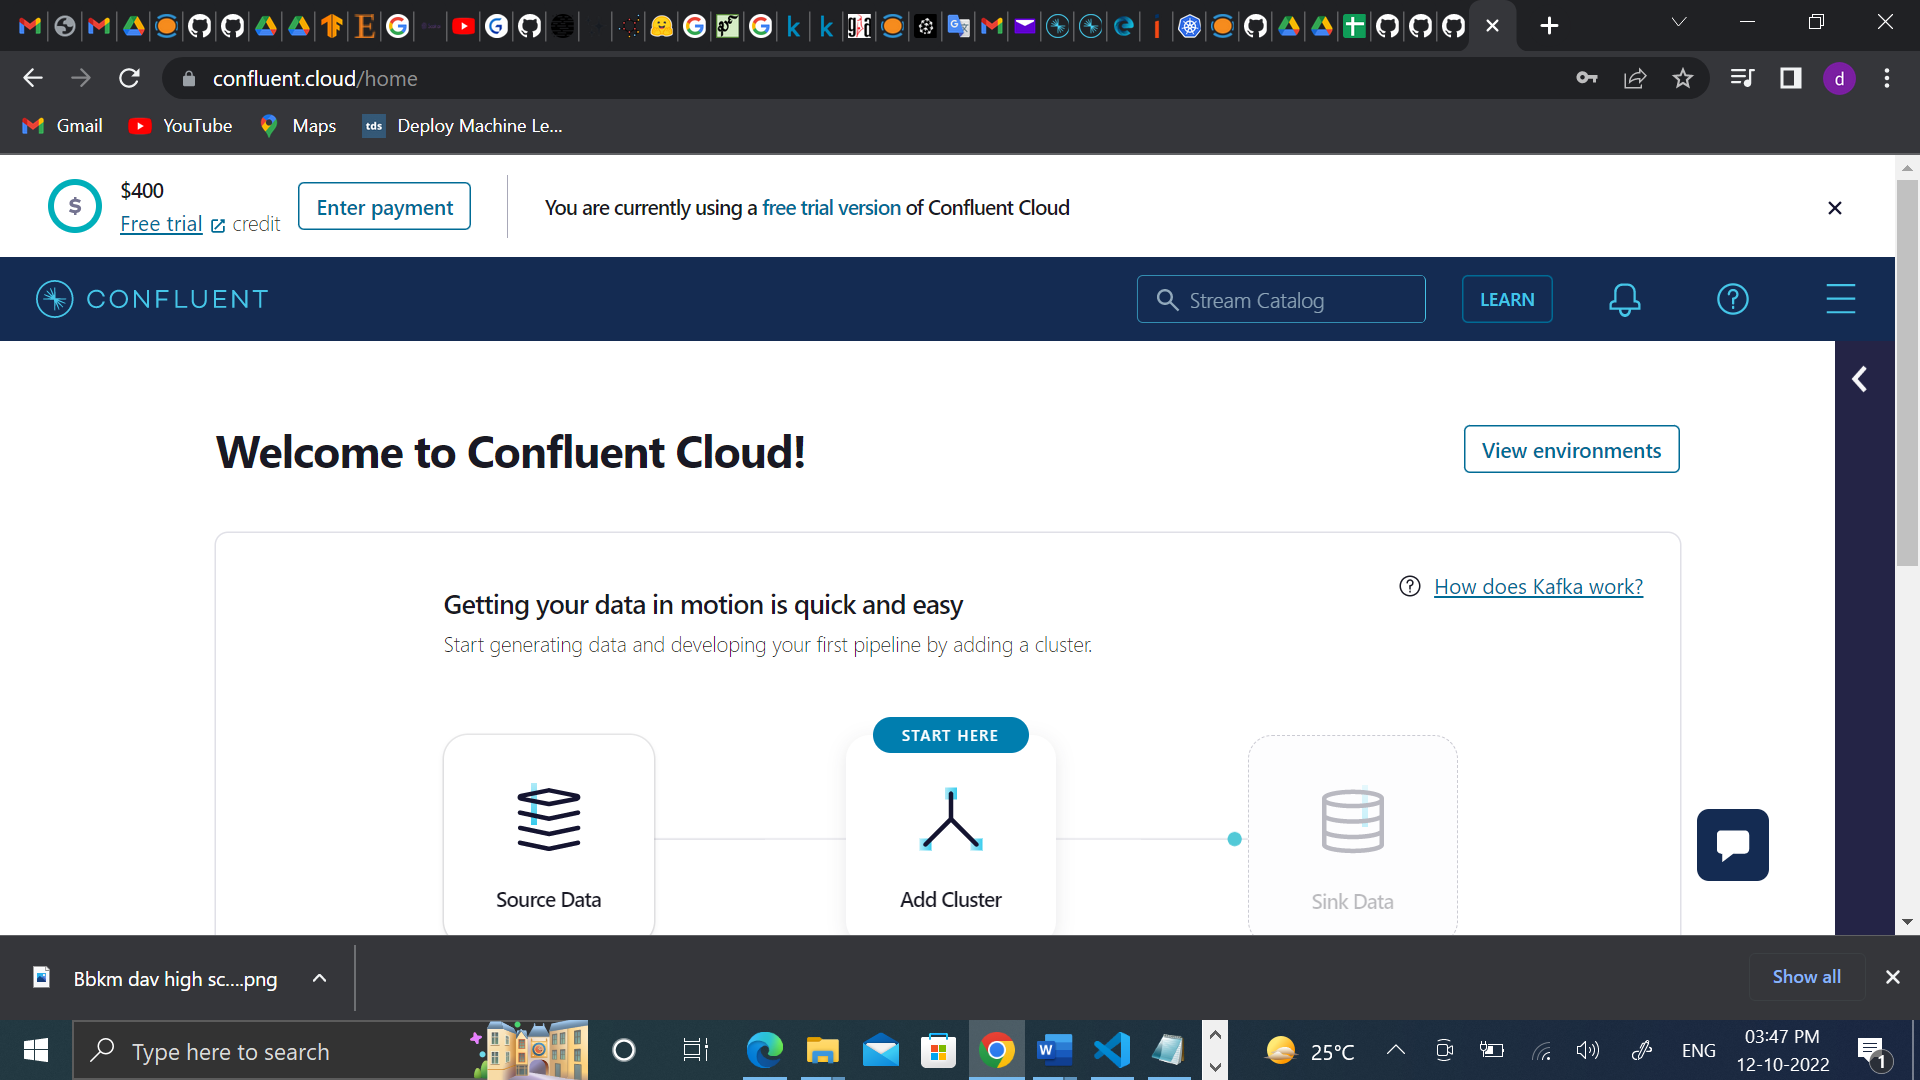 confluent.cloud/home
d
Gmail
YouTube
Maps
tds
Deploy Machine Le...
$
$400
Free trial credit
Enter payment
You are currently using a free trial version of Confluent Cloud
CONFLUENT
Stream Catalog
LEARN
Welcome to Confluent Cloud!
View environments
How does Kafka work?
Getting your data in motion is quick and easy
Start generating data and developing your first pipeline by adding a cluster.
START HERE
Source Data
Add Cluster
Sink Data
Bbkm dav high sc....png
Show all
Type here to search
25°C
ENG
03:47 PM
12-10-2022
1